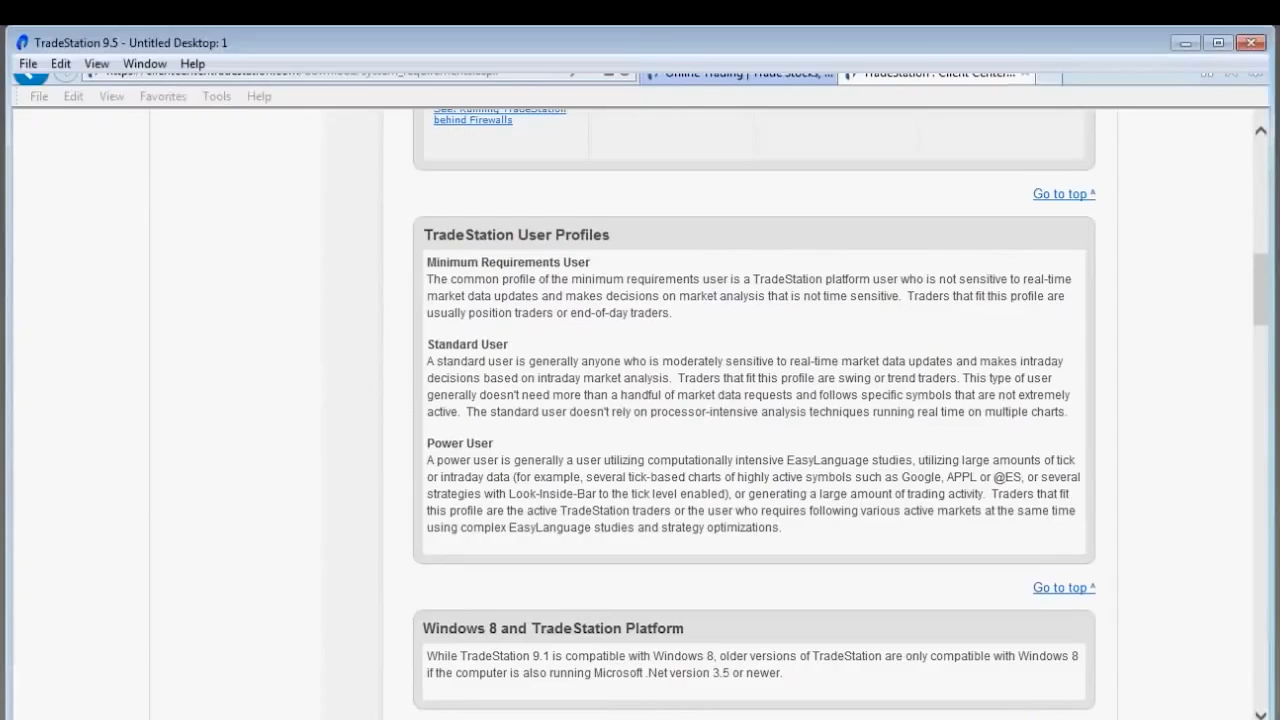 TradeStation 9.5 - Untitled Desktop: 1
File Edit View Window Help
Online Trading | Trade Stocks, ... TradeStation : Client Center...
File Edit View Favorites Tools Help
See: Running TradeStation
behind Firewalls
Go to top ^
TradeStation User Profiles
Minimum Requirements User
The common profile of the minimum requirements user is a TradeStation platform user who is not sensitive to real-time
market data updates and makes decisions on market analysis that is not time sensitive. Traders that fit this profile are
usually position traders or end-of-day traders.
Standard User
A standard user is generally anyone who is moderately sensitive to real-time market data updates and makes intraday
decisions based on intraday market analysis. Traders that fit this profile are swing or trend traders. This type of user
generally doesn't need more than a handful of market data requests and follows specific symbols that are not extremely
active. The standard user doesn't rely on processor-intensive analysis techniques running real time on multiple charts.
Power User
A power user is generally a user utilizing computationally intensive EasyLanguage studies, utilizing large amounts of tick
or intraday data (for example, several tick-based charts of highly active symbols such as Google, APPL or @ES, or several
strategies with Look-Inside-Bar to the tick level enabled), or generating a large amount of trading activity. Traders that fit
this profile are the active TradeStation traders or the user who requires following various active markets at the same time
using complex EasyLanguage studies and strategy optimizations.
Go to top ^
Windows 8 and TradeStation Platform
While TradeStation 9.1 is compatible with Windows 8, older versions of TradeStation are only compatible with Windows 8
if the computer is also running Microsoft .Net version 3.5 or newer.